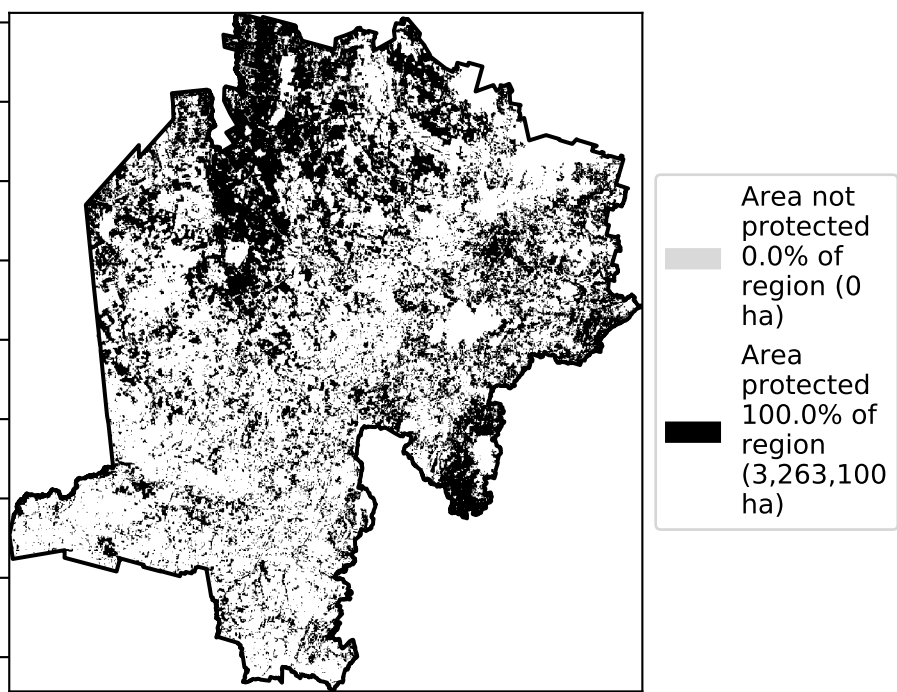 Area not
protected
0.0% of
region (0
ha)
Area
protected
100.0% of
region
(3,263,100
ha)